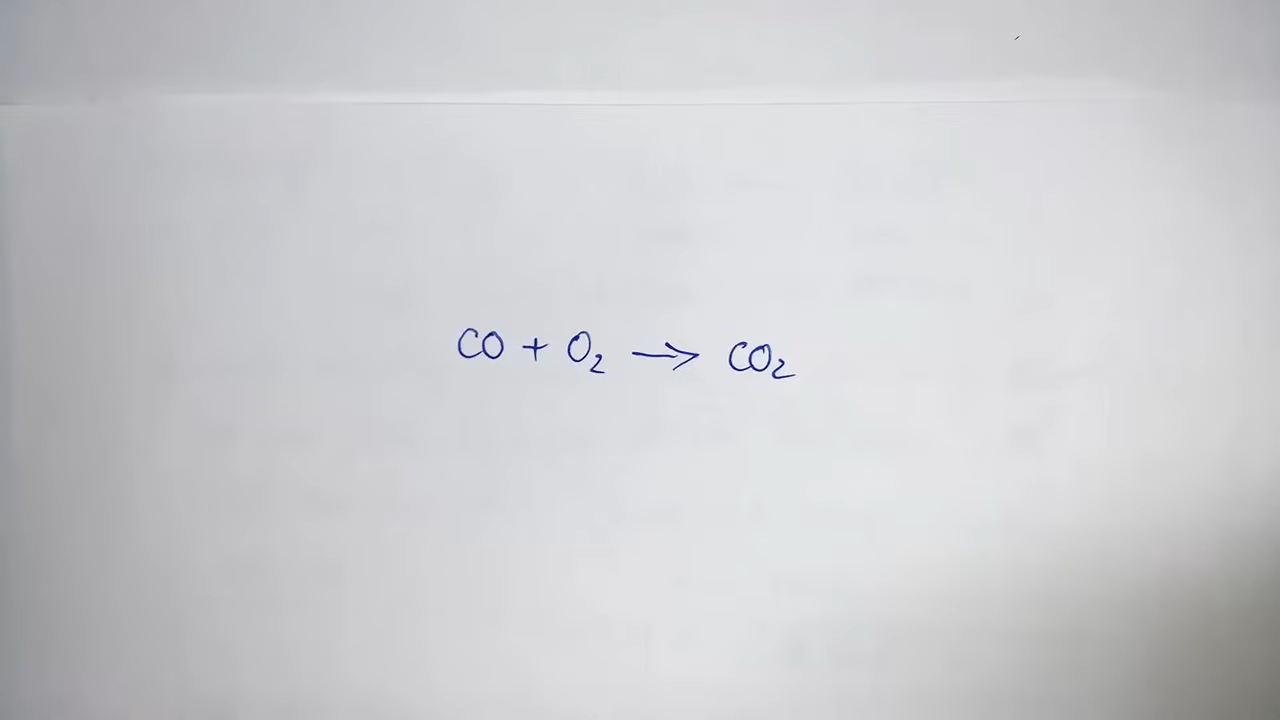 CO + O₂ → CO₂